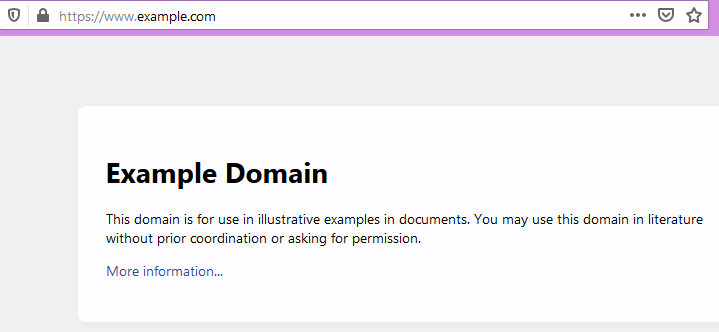 https://www.example.com
Example Domain
This domain is for use in illustrative examples in documents. You may use this domain in literature
without prior coordination or asking for permission.
More information...